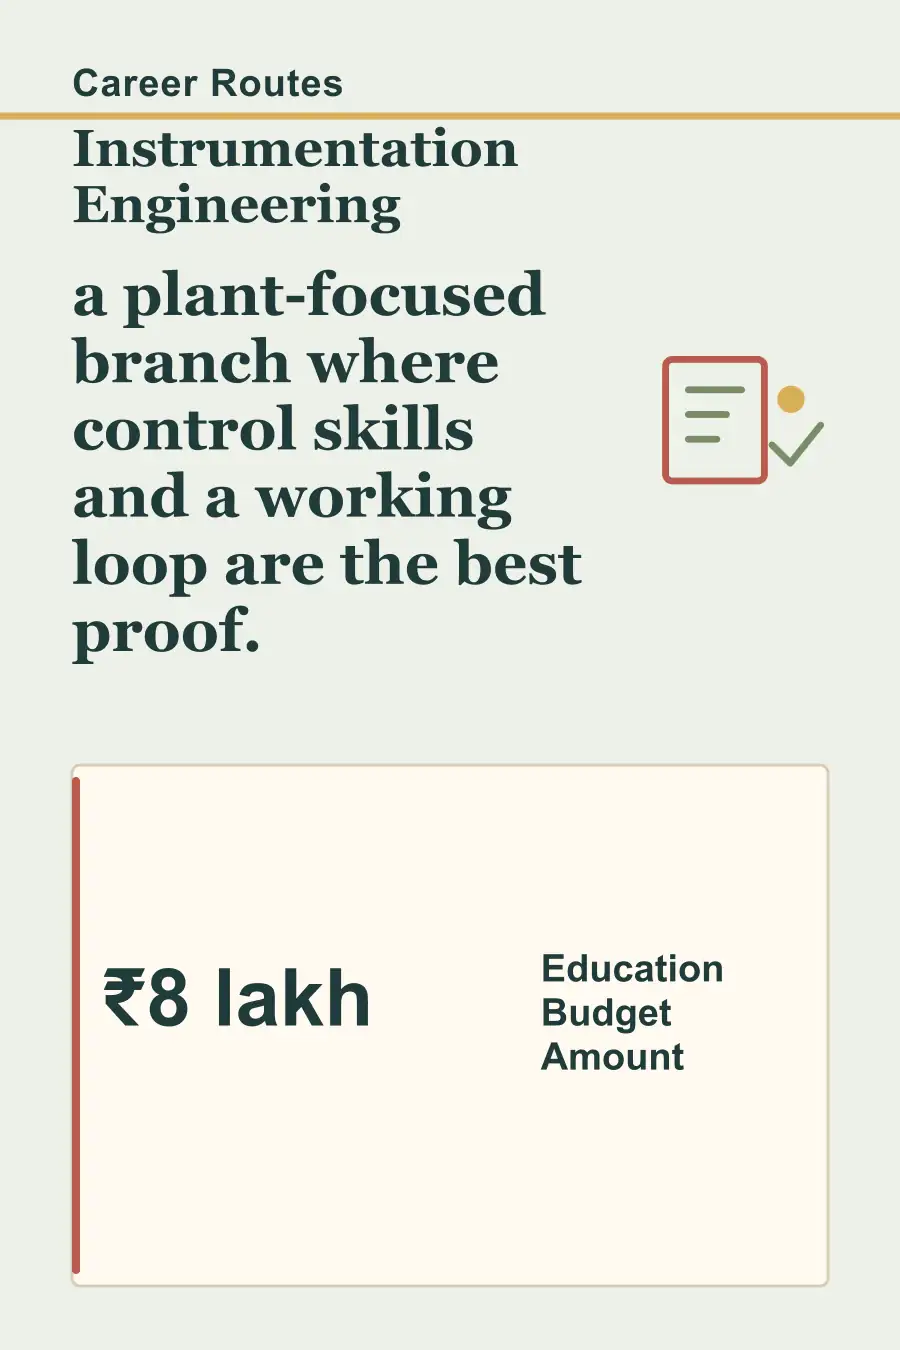 Career Routes
Instrumentation
Engineering
a plant-focused
branch where
control skills
and a working
loop are the best
proof.
₹8 lakh
Education
Budget
Amount